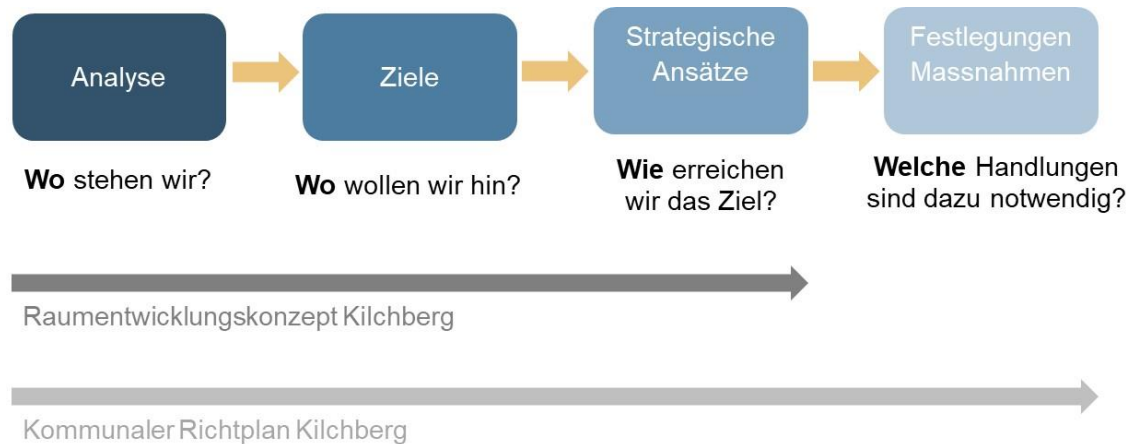 Analyse
Ziele
Strategische
Ansätze
Festlegungen
Massnahmen
Wo stehen wir?
Wo wollen wir hin?
Wie erreichen
wir das Ziel?
Welche Handlungen
sind dazu notwendig?
Raumentwicklungskonzept Kilchberg
Kommunaler Richtplan Kilchberg